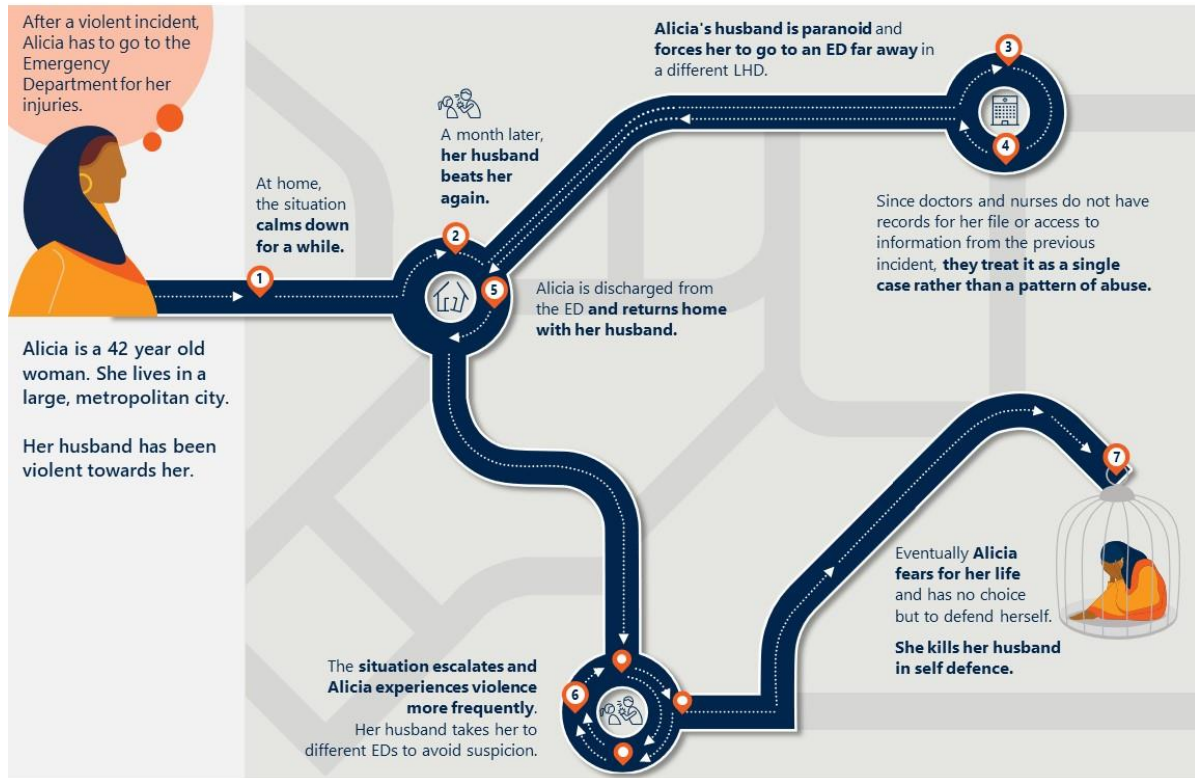 After a violent incident,
Alicia has to go to the
Emergency
Department for her
injuries.
Alicia is a 42 year old
woman. She lives in a
large, metropolitan city.
Her husband has been
violent towards her.
1
At home,
the situation
calms down
for a while.
2
A month later,
her husband
beats her
again.
3
Alicia's husband is paranoid and
forces her to go to an ED far away in
a different LHD.
4
Since doctors and nurses do not have
records for her file or access to
information from the previous
incident, they treat it as a single
case rather than a pattern of abuse.
5
Alicia is discharged from
the ED and returns home
with her husband.
6
The situation escalates and
Alicia experiences violence
more frequently.
Her husband takes her to
different EDs to avoid suspicion.
7
Eventually Alicia
fears for her life
and has no choice
but to defend herself.
She kills her husband
in self defence.